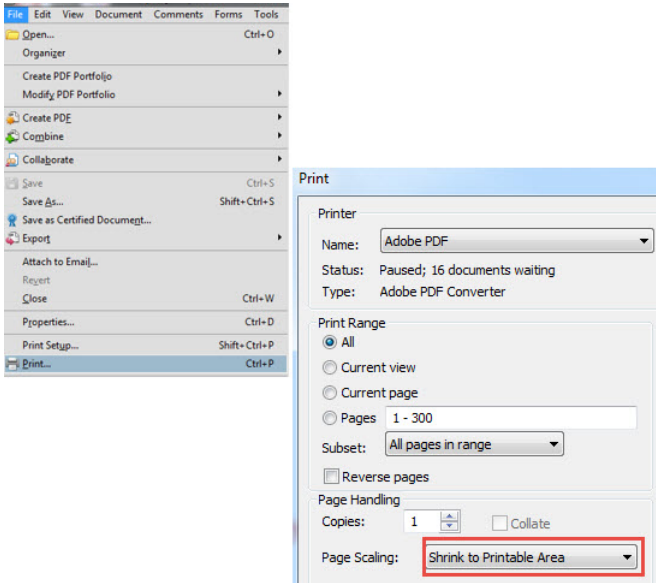 File Edit View Document Comments Forms Tools
Open... Ctrl+O
Organizer
Create PDF Portfolio
Modify PDF Portfolio
Create PDF
Combine
Collaborate
Save Ctrl+S
Save As... Shift+Ctrl+S
Save as Certified Document...
Export
Attach to Email...
Revert
Close Ctrl+W
Properties... Ctrl+D
Print Setup... Shift+Ctrl+P
Print... Ctrl+P
Print
Printer
Name: Adobe PDF
Status: Paused; 16 documents waiting
Type: Adobe PDF Converter
Print Range
All
Current view
Current page
Pages 1 - 300
Subset: All pages in range
Reverse pages
Page Handling
Copies: 1 Collate
Page Scaling: Shrink to Printable Area